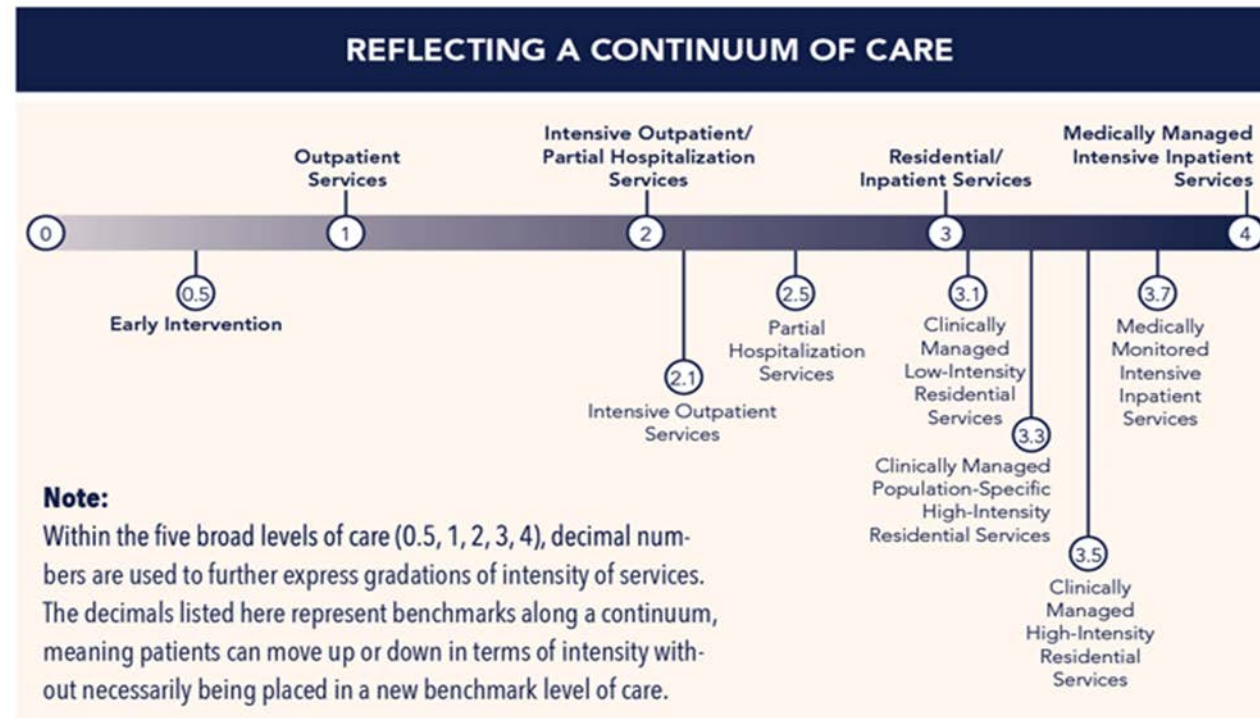 REFLECTING A CONTINUUM OF CARE
Outpatient
Services
Intensive Outpatient/
Partial Hospitalization
Services
Residential/
Inpatient Services
Medically Managed
Intensive Inpatient
Services
0
1
2
3
4
0.5
Early Intervention
2.1
Intensive Outpatient
Services
2.5
Partial
Hospitalization
Services
3.1
Clinically
Managed
Low-Intensity
Residential
Services
3.3
Clinically Managed
Population-Specific
High-Intensity
Residential Services
3.5
Clinically
Managed
High-Intensity
Residential
Services
3.7
Medically
Monitored
Intensive
Inpatient
Services
Note:
Within the five broad levels of care (0.5, 1, 2, 3, 4), decimal num-
bers are used to further express gradations of intensity of services.
The decimals listed here represent benchmarks along a continuum,
meaning patients can move up or down in terms of intensity with-
out necessarily being placed in a new benchmark level of care.